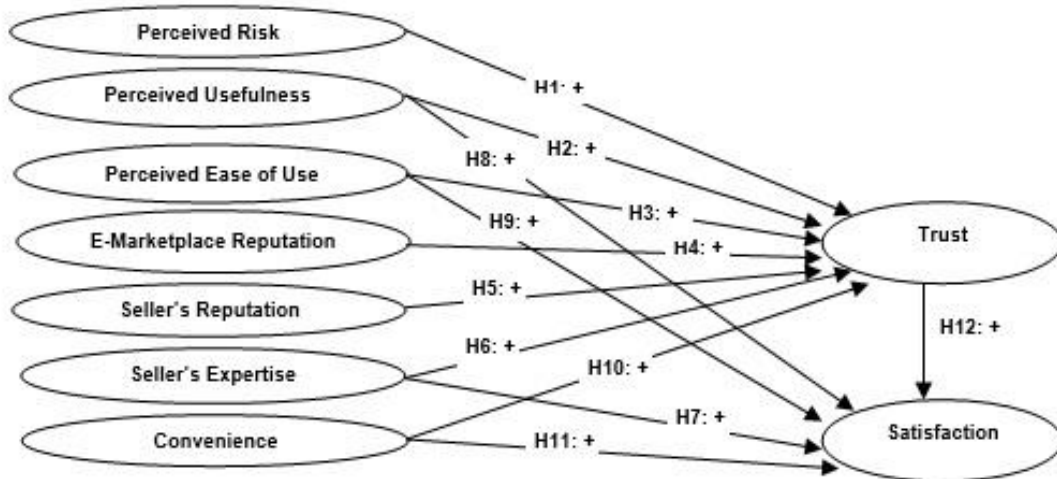 Perceived Risk
H1: +
Perceived Usefulness
H2: +
H8: +
Perceived Ease of Use
H3: +
H9: +
E-Marketplace Reputation
H4: +
Trust
Seller's Reputation
H5: +
H12: +
Seller's Expertise
H6: +
H10: +
H7: +
Satisfaction
Convenience
H11: +